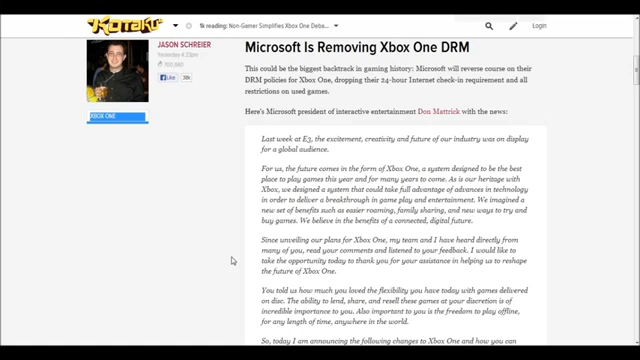 KOTAKU
1k reading: Non-Gamer Simplifies Xbox One Deba...
Login
JASON SCHREIER
Yesterday 4:23pm
Like
38k
XBOX ONE
Microsoft Is Removing Xbox One DRM
This could be the biggest backtrack in gaming history: Microsoft will reverse course on their
DRM policies for Xbox One, dropping their 24-hour Internet check-in requirement and all
restrictions on used games.
Here's Microsoft president of interactive entertainment Don Mattrick with the news:
Last week at E3, the excitement, creativity and future of our industry was on display
for a global audience.
For us, the future comes in the form of Xbox One, a system designed to be the best
place to play games this year and for many years to come. As is our heritage with
Xbox, we designed a system that could take full advantage of advances in technology
in order to deliver a breakthrough in game play and entertainment. We imagined a
new set of benefits such as easier roaming, family sharing, and new ways to try and
buy games. We believe in the benefits of a connected, digital future.
Since unveiling our plans for Xbox One, my team and I have heard directly from
many of you, read your comments and listened to your feedback. I would like to
take the opportunity today to thank you for your assistance in helping us to reshape
the future of Xbox One.
You told us how much you loved the flexibility you have today with games delivered
on disc. The ability to lend, share, and resell these games at your discretion is of
incredible importance to you. Also important to you is the freedom to play offline,
for any length of time, anywhere in the world.
So, today I am announcing the following changes to Xbox One and how you can